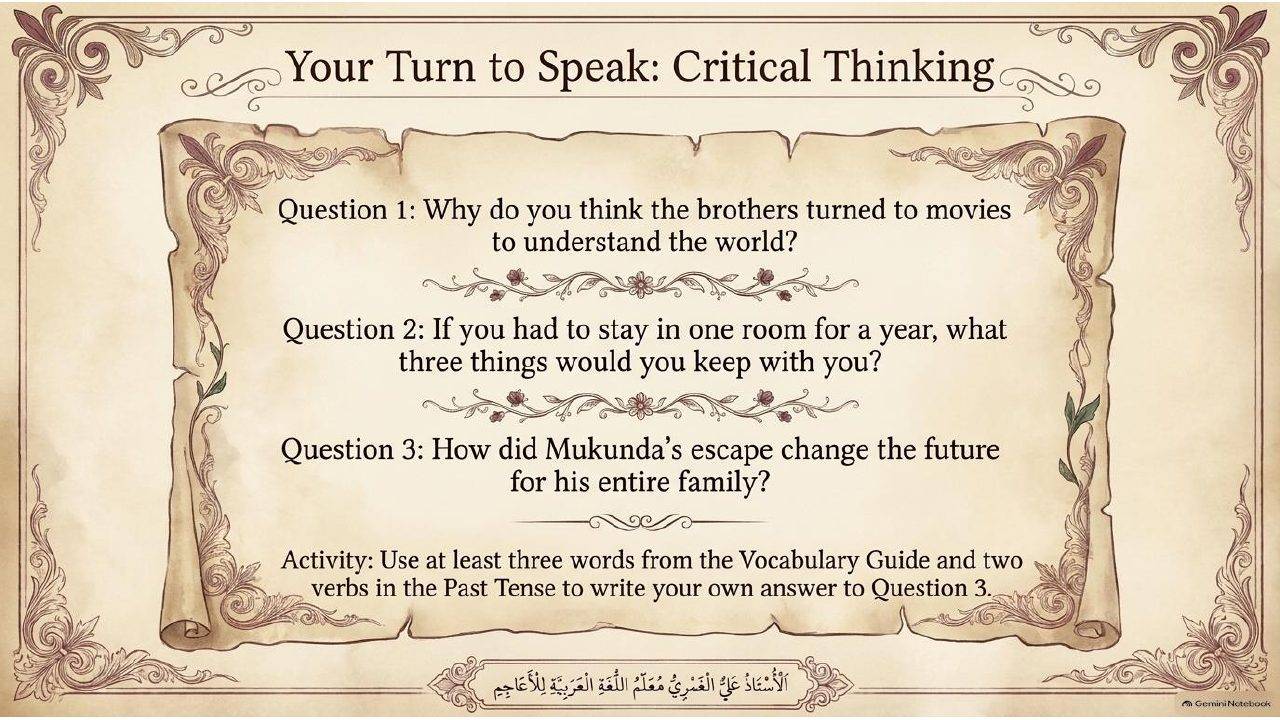 Your Turn to Speak: Critical Thinking
Question 1: Why do you think the brothers turned to movies
to understand the world?
Question 2: If you had to stay in one room for a year, what
three things would you keep with you?
Question 3: How did Mukunda’s escape change the future
for his entire family?
Activity: Use at least three words from the Vocabulary Guide and two
verbs in the Past Tense to write your own answer to Question 3.
اَلْأُسْتَاذُ عَلِيُّ الْغَمْرِيُّ مُعَلِّمُ اللُّغَةِ الْعَرَبِيَّةِ لِلْأَعَاجِمِ
Gemini Notebook